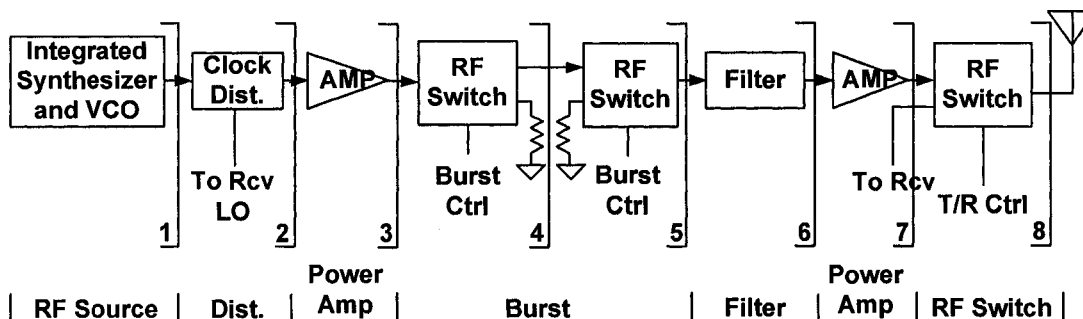 Integrated
Synthesizer
and VCO
Clock
Dist.
AMP
RF
Switch
RF
Switch
Filter
AMP
RF
Switch
To Rcv
LO
Burst
Ctrl
Burst
Ctrl
To Rcv
T/R Ctrl
1
2
3
4
5
6
7
8
RF Source
Dist.
Power
Amp
Burst
Filter
Power
Amp
RF Switch